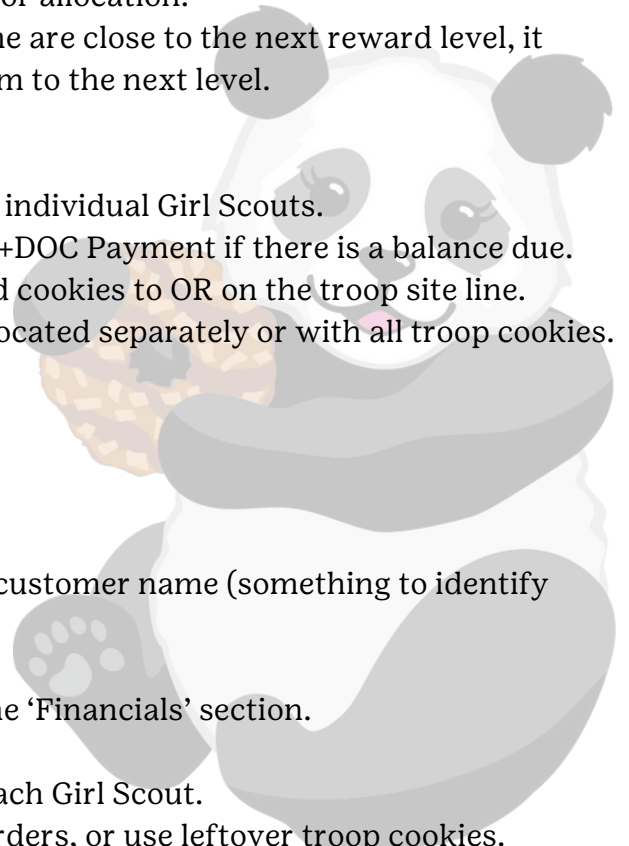 or allocation.
ne are close to the next reward level, it
m to the next level.
individual Girl Scouts.
+DOC Payment if there is a balance due.
d cookies to OR on the troop site line.
ocated separately or with all troop cookies.
customer name (something to identify
ne ‘Financials’ section.
ach Girl Scout.
rders, or use leftover troop cookies.